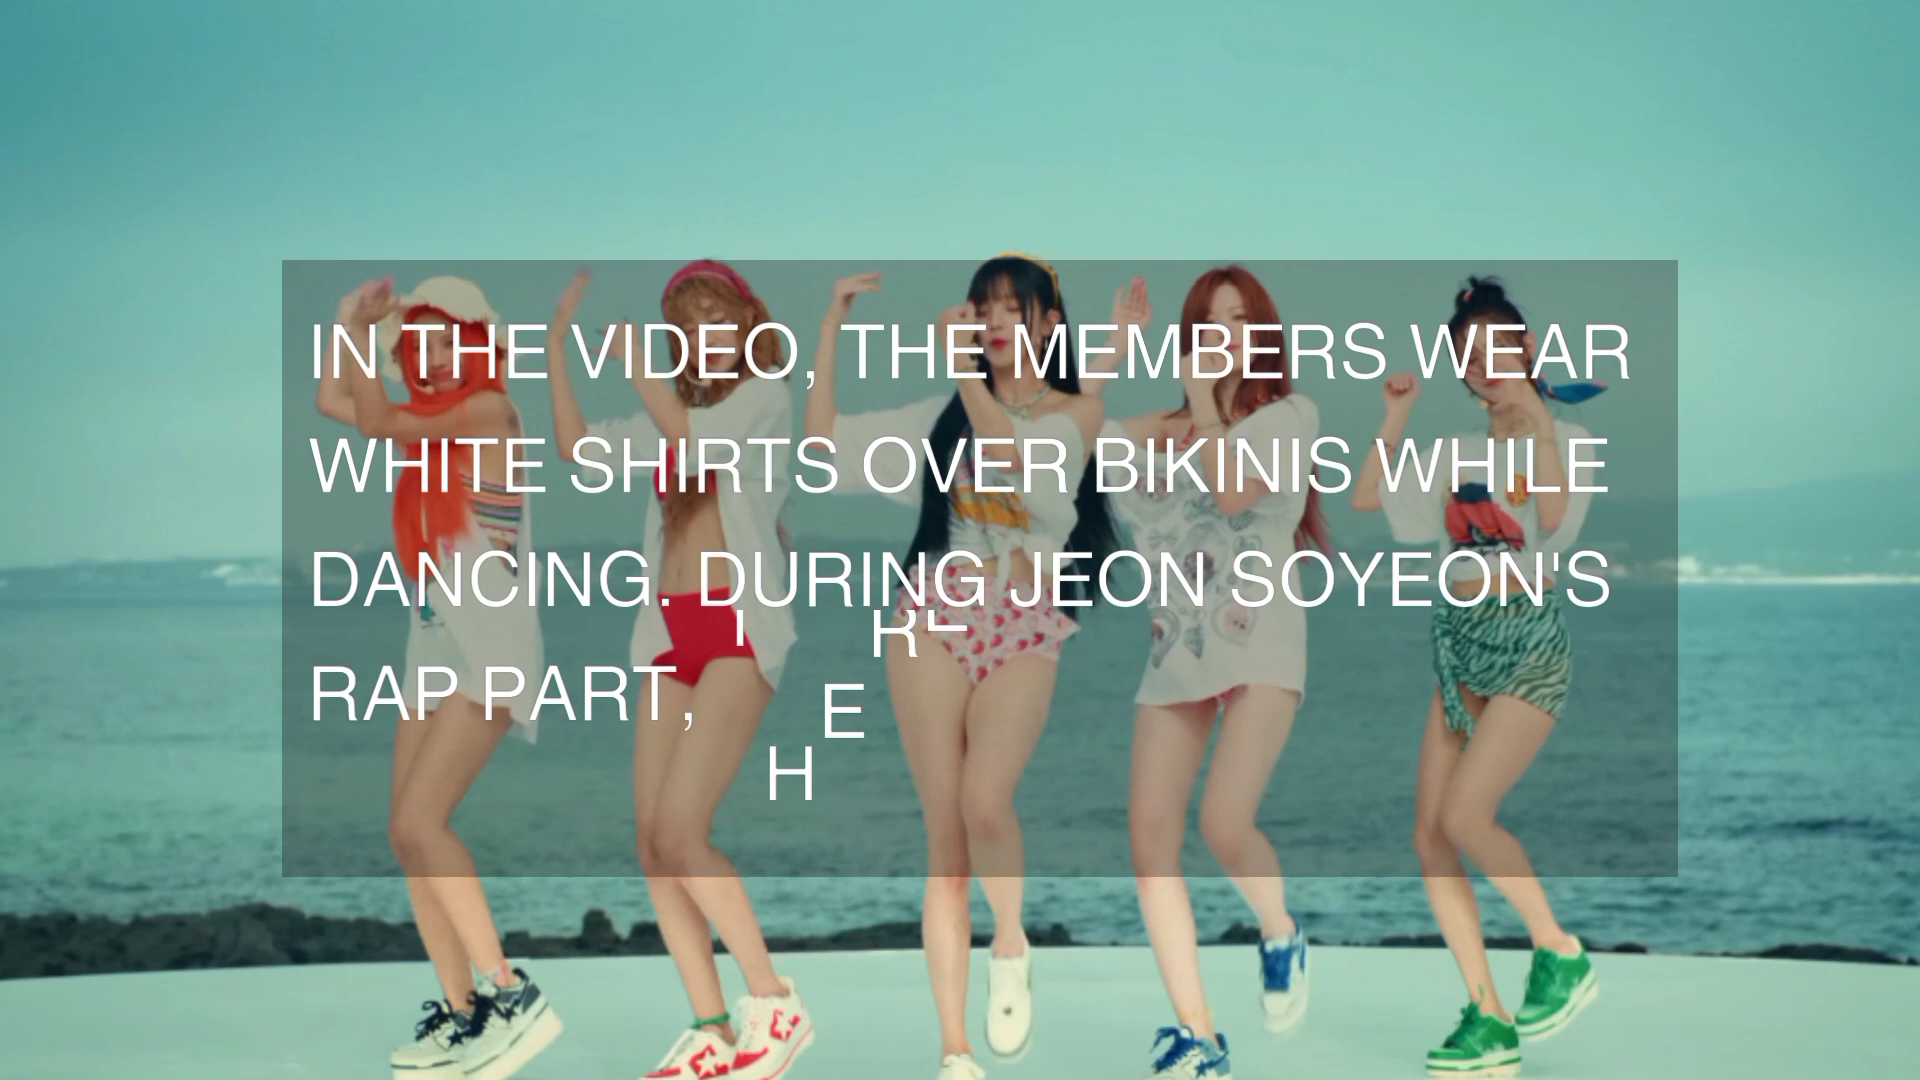 IN THE VIDEO, THE MEMBERS WEAR
WHITE SHIRTS OVER BIKINIS WHILE
DANCING. DURING JEON SOYEON'S
RAP PART,